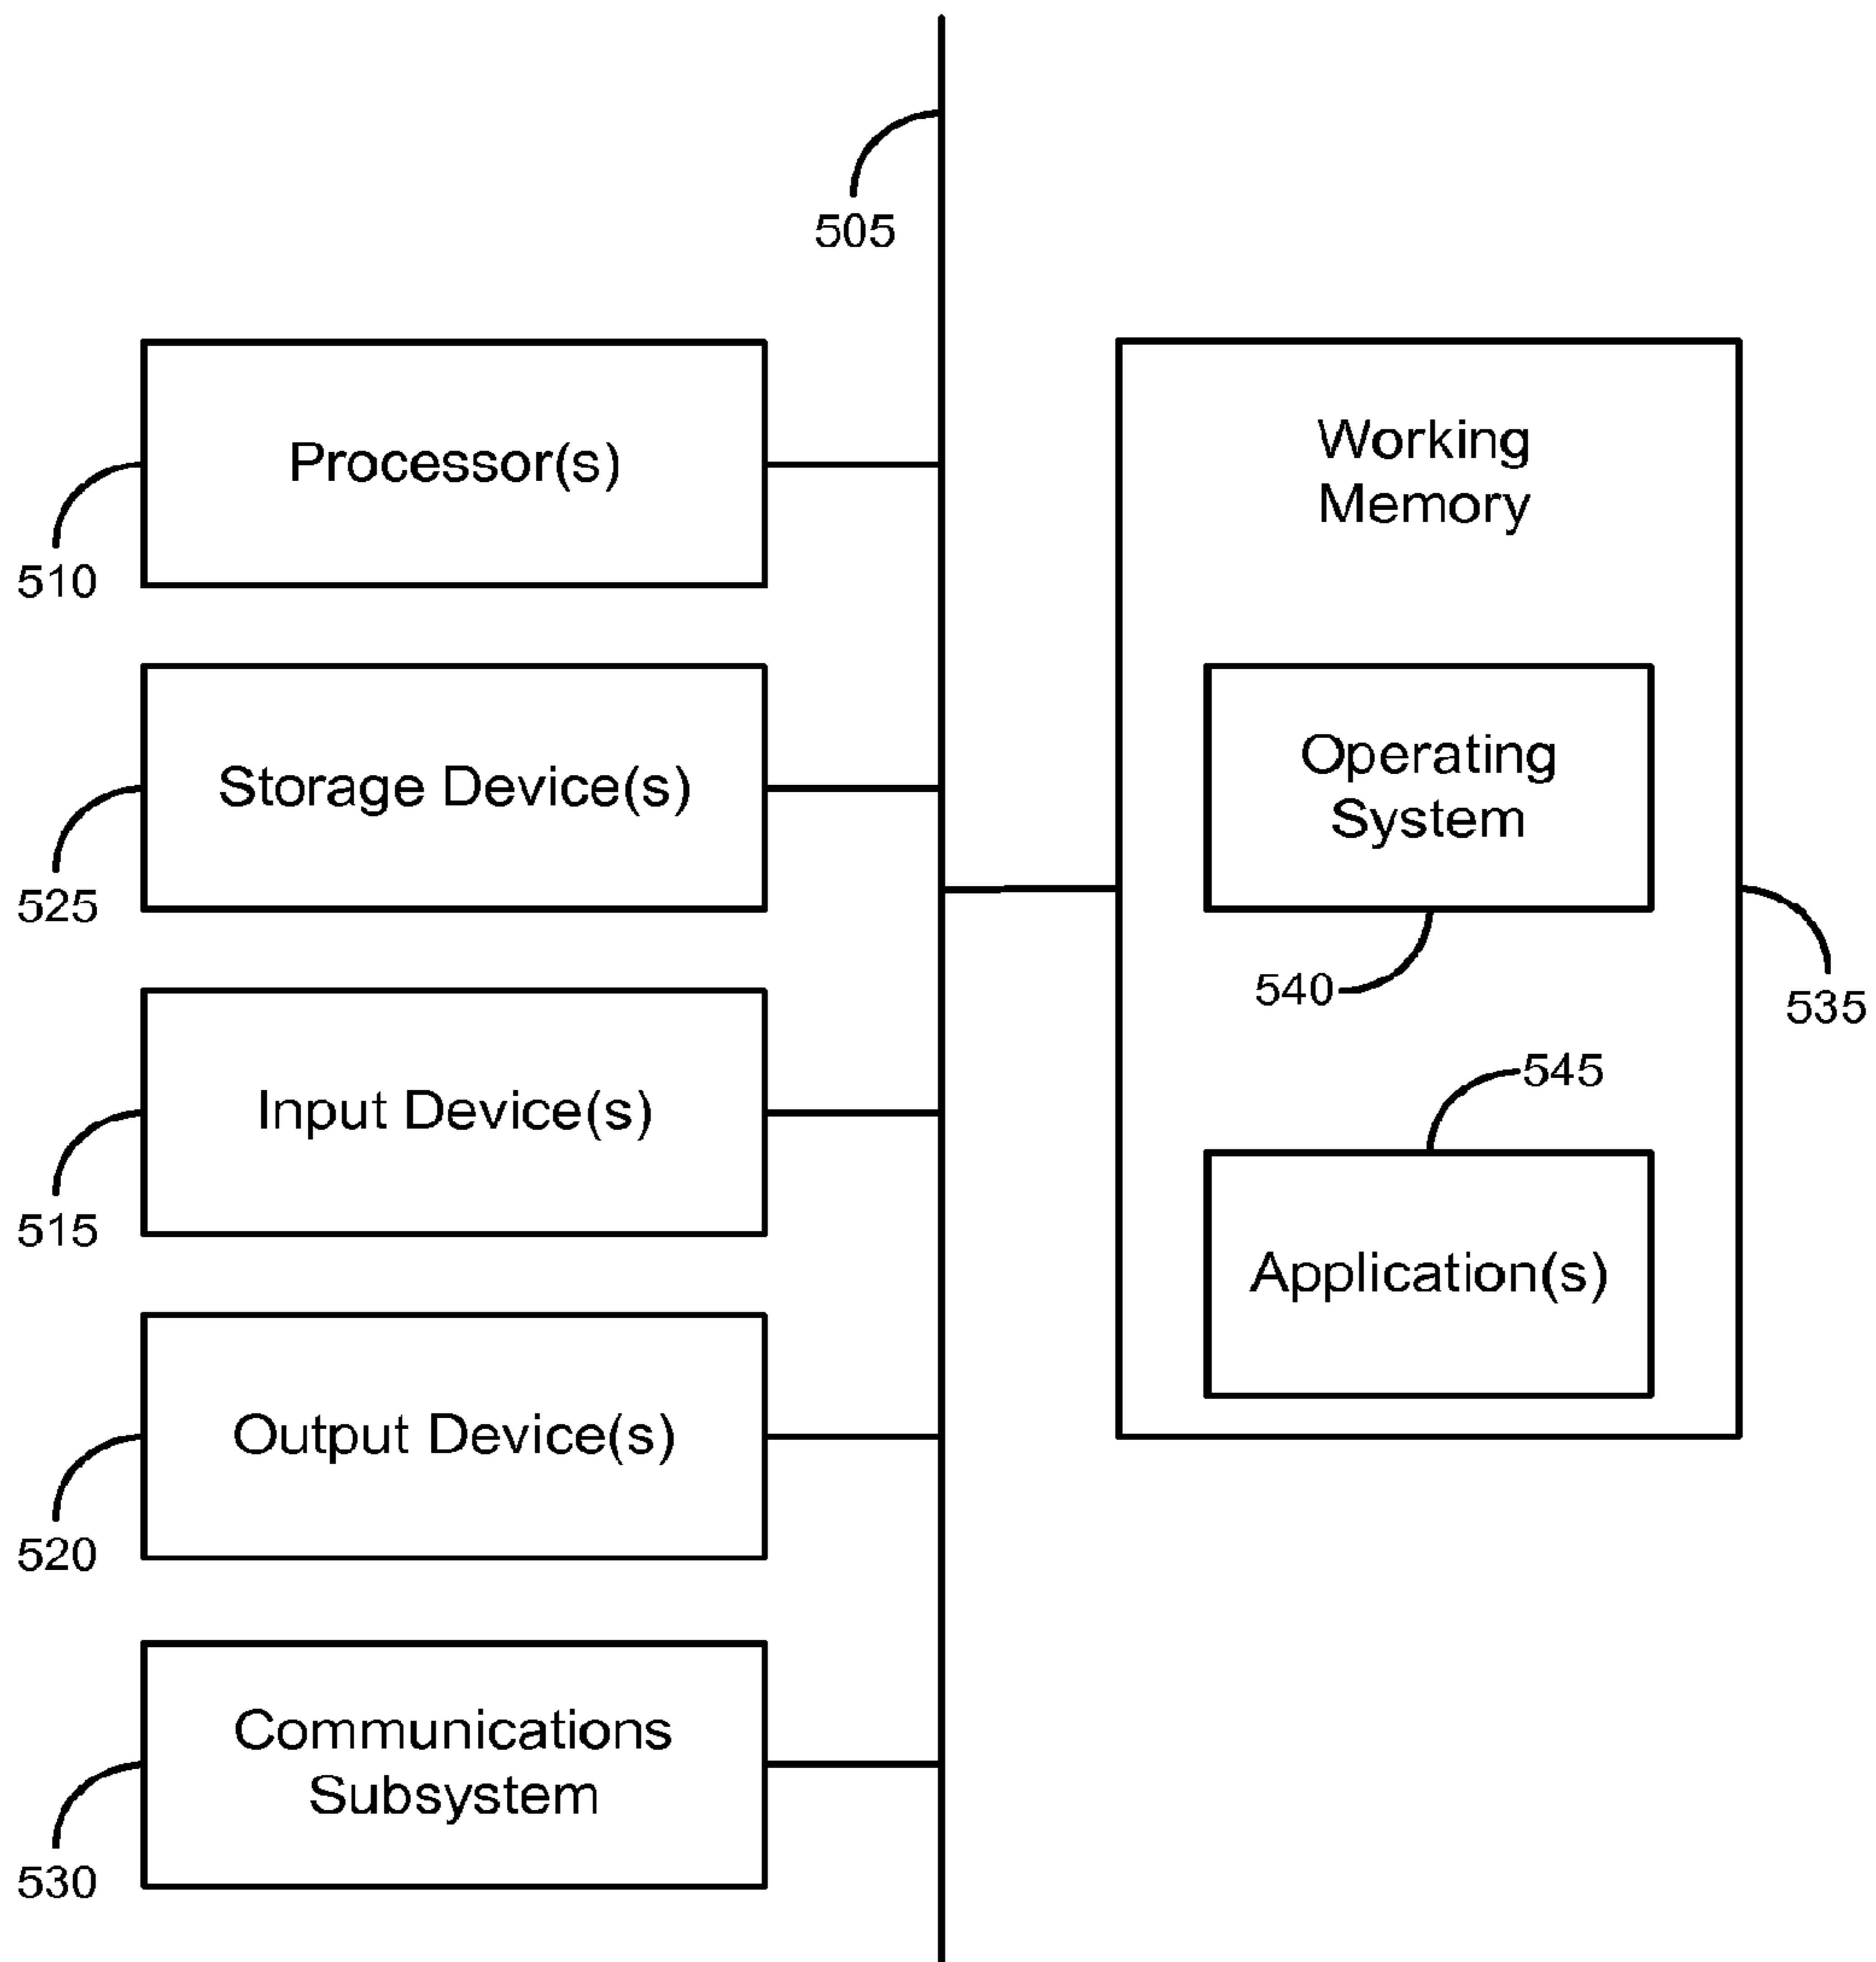 505
Processor(s)
510
Storage Device(s)
525
Input Device(s)
515
Output Device(s)
520
Communications
Subsystem
530
Working
Memory
Operating
System
540
535
545
Application(s)